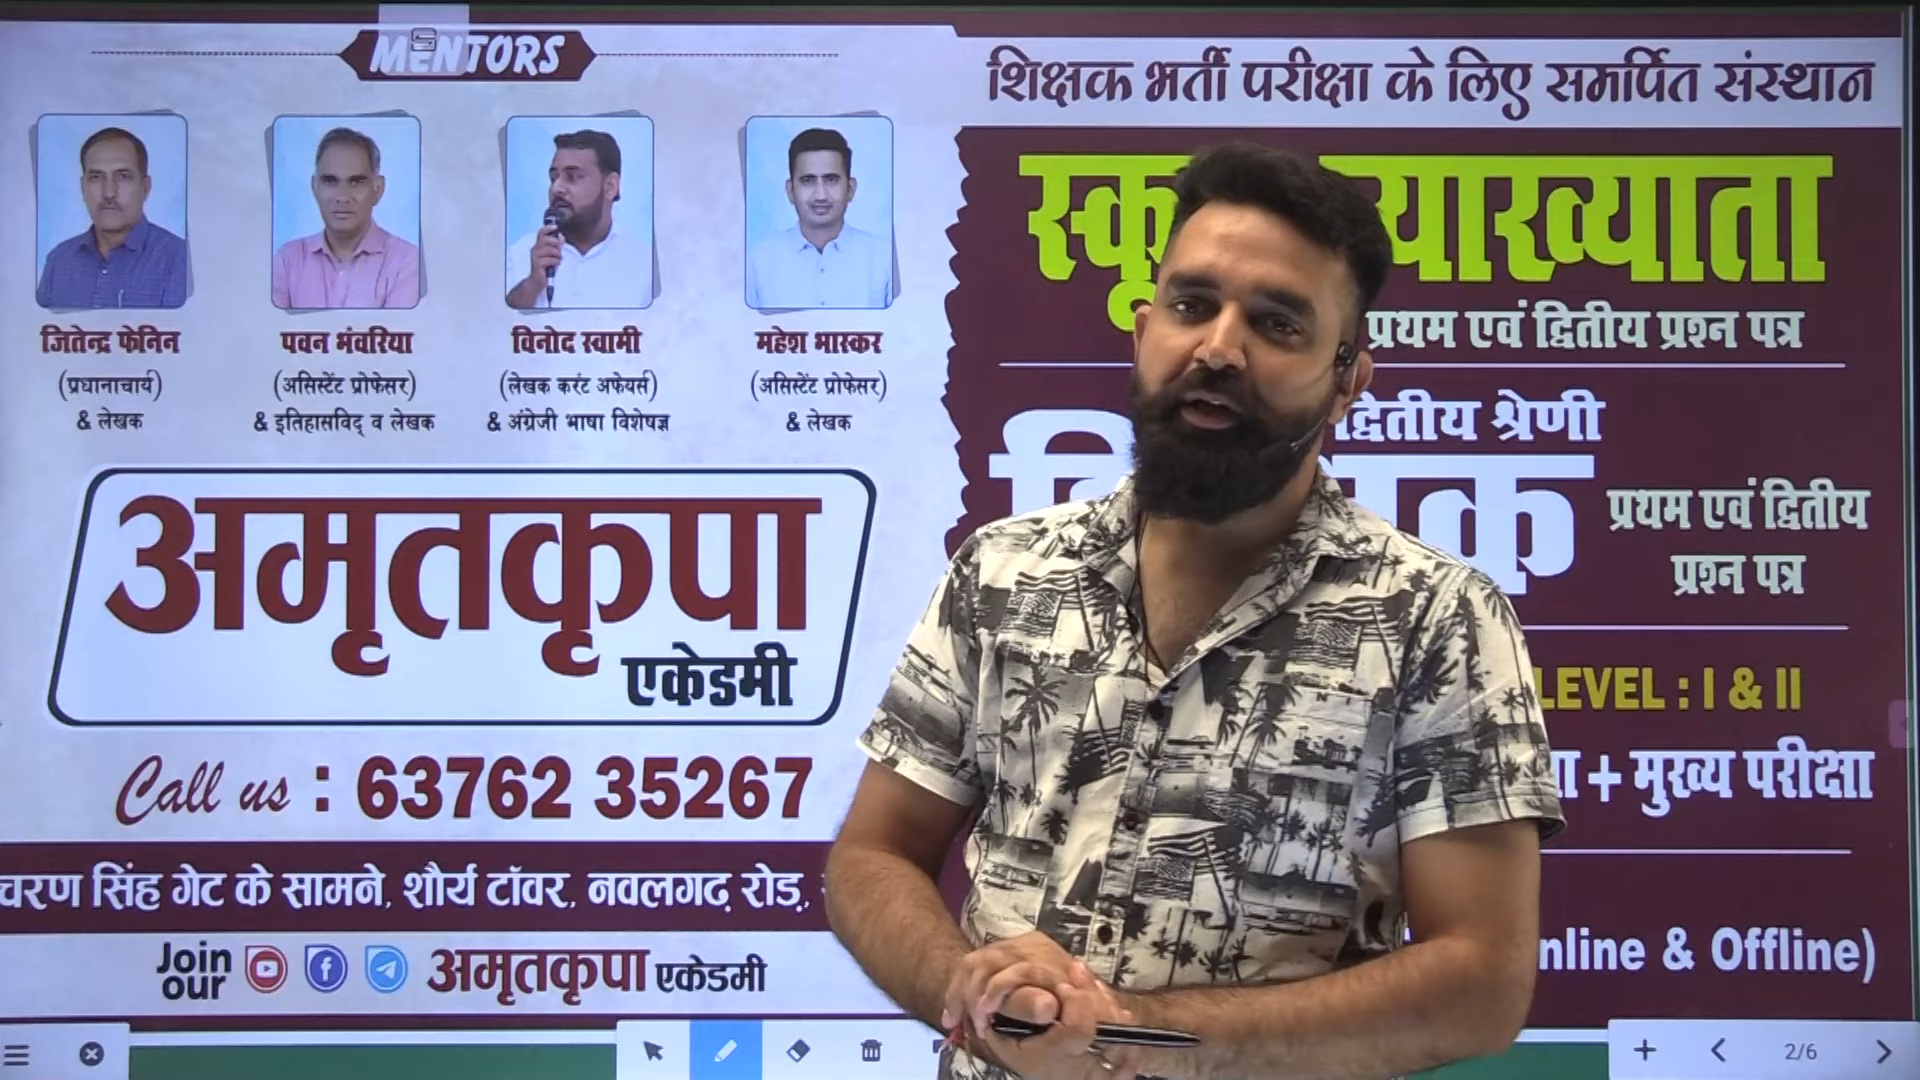 MENTORS
जितेन्द्र फेनिन
(प्रधानाचार्य)
& लेखक
पवन भंवरिया
(असिस्टेंट प्रोफेसर)
& इतिहासविद् व लेखक
विनोद स्वामी
(लेखक करंट अफेयर्स)
& अंग्रेजी भाषा विशेषज्ञ
महेश भास्कर
(असिस्टेंट प्रोफेसर)
& लेखक
अमृतकृपा
एकेडमी
Call us : 63762 35267
चरण सिंह गेट के सामने, शौर्य टॉवर, नवलगढ़ रोड़,
Join our
अमृतकृपा एकेडमी
शिक्षक भर्ती परीक्षा के लिए समर्पित संस्थान
प्रथम एवं द्वितीय प्रश्न पत्र
द्वितीय श्रेणी
प्रथम एवं द्वितीय
प्रश्न पत्र
LEVEL : I & II
+ मुख्य परीक्षा
& Offline)
2/6